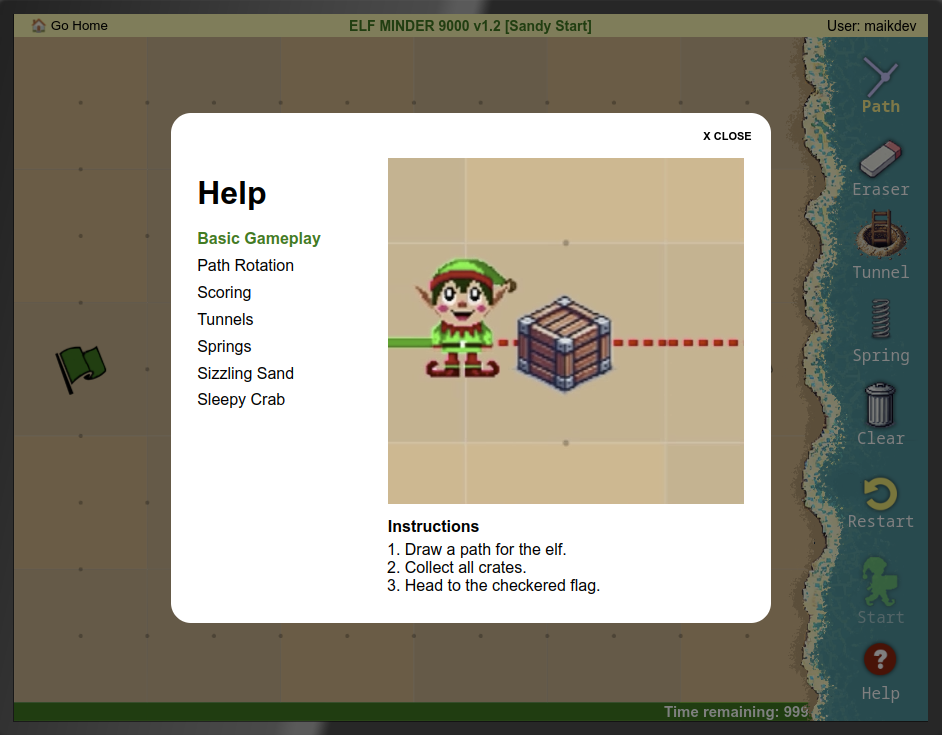 Go Home
ELF MINDER 9000 v1.2 [Sandy Start]
User: maikdev
X CLOSE
Help
Basic Gameplay
Path Rotation
Scoring
Tunnels
Springs
Sizzling Sand
Sleepy Crab
Instructions
1. Draw a path for the elf.
2. Collect all crates.
3. Head to the checkered flag.
Path
Eraser
Tunnel
Spring
Clear
Restart
Start
?
Help
Time remaining: 999